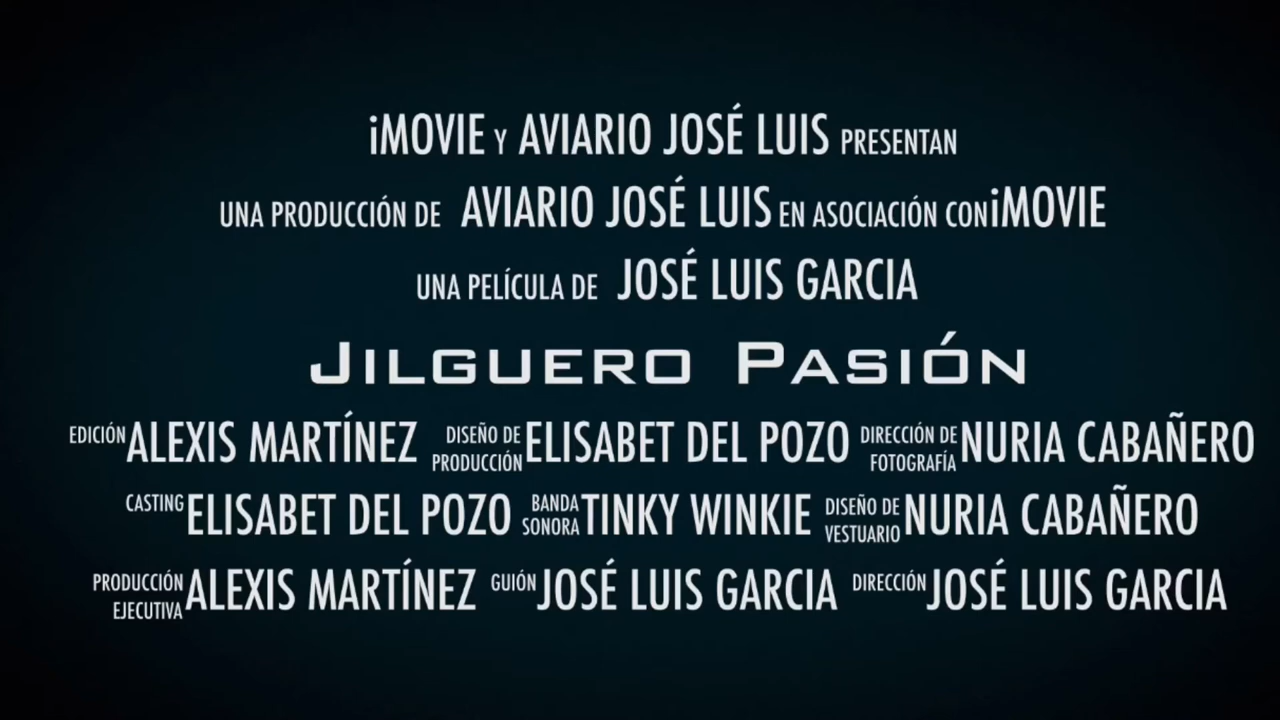 iMOVIE Y AVIARIO JOSÉ LUIS PRESENTAN
UNA PRODUCCIÓN DE AVIARIO JOSÉ LUIS EN ASOCIACIÓN CON iMOVIE
UNA PELÍCULA DE JOSÉ LUIS GARCIA
JILGUERO PASIÓN
EDICIÓN ALEXIS MARTÍNEZ DISEÑO DE PRODUCCIÓN ELISABET DEL POZO DIRECCIÓN DE FOTOGRAFÍA NURIA CABAÑERO
CASTING ELISABET DEL POZO BANDA SONORA TINKY WINKIE DISEÑO DE VESTUARIO NURIA CABAÑERO
PRODUCCIÓN EJECUTIVA ALEXIS MARTÍNEZ GUIÓN JOSÉ LUIS GARCIA DIRECCIÓN JOSÉ LUIS GARCIA